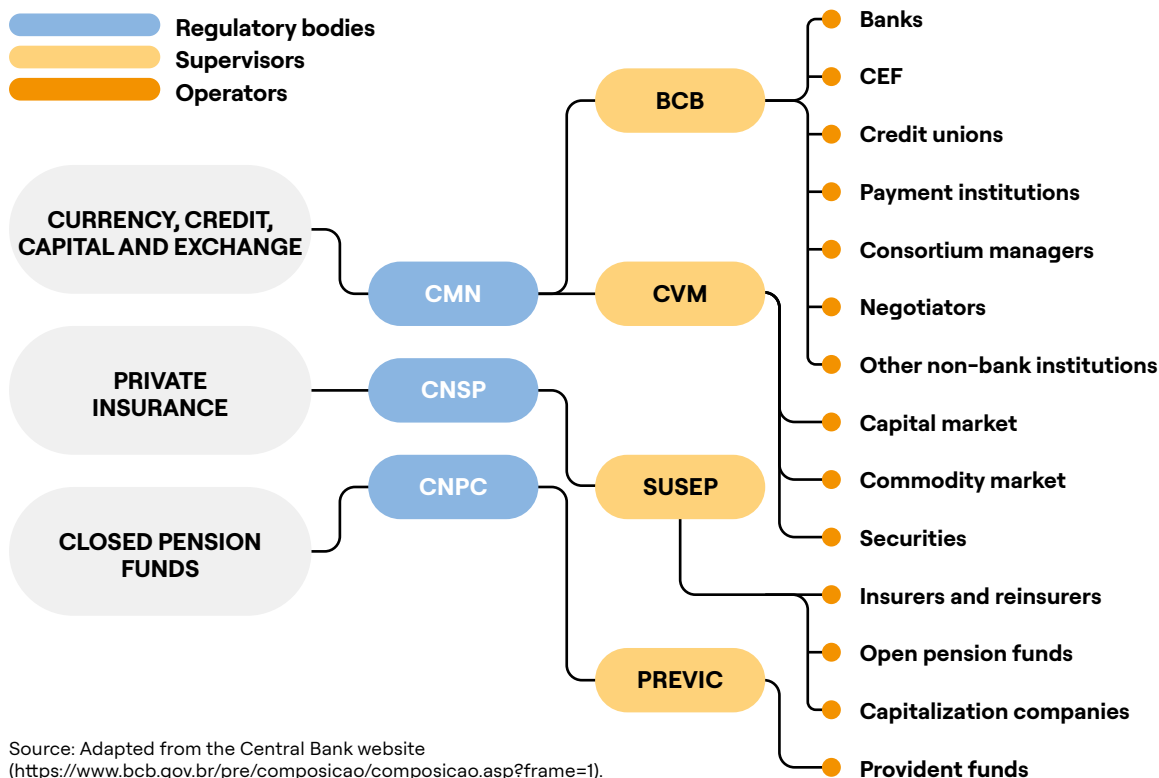 Regulatory bodies
Supervisors
Operators
CURRENCY, CREDIT,
CAPITAL AND EXCHANGE
PRIVATE
INSURANCE
CLOSED PENSION
FUNDS
CMN
CNSP
CNPC
BCB
CVM
SUSEP
PREVIC
Banks
CEF
Credit unions
Payment institutions
Consortium managers
Negotiators
Other non-bank institutions
Capital market
Commodity market
Securities
Insurers and reinsurers
Open pension funds
Capitalization companies
Provident funds
Source: Adapted from the Central Bank website
(https://www.bcb.gov.br/pre/composicao/composicao.asp?frame=1).